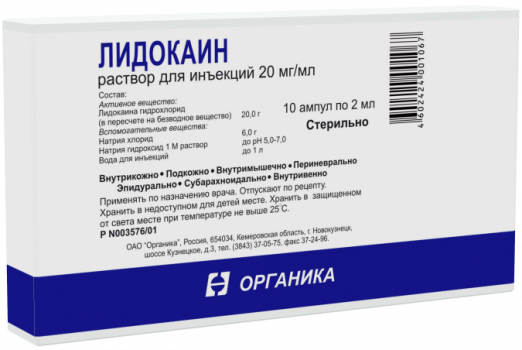 ЛИДОКАИН
раствор для инъекций 20 мг/мл
Состав:
Активное вещество:
Лидокаина гидрохлорид
(в пересчете на безводное вещество) 20,0 г
Вспомогательные вещества:
Натрия хлорид 6,0 г
Натрия гидроксид 1 М раствор до pH 5,0-7,0
Вода для инъекций до 1 л
10 ампул по 2 мл
Стерильно
Внутрикожно • Подкожно • Внутримышечно • Периневрально
Эпидурально • Субарахноидально • Внутривенно
Применять по назначению врача. Отпускают по рецепту.
Хранить в недоступном для детей месте. Хранить в защищенном
от света месте при температуре не выше 25°С.
Р N003576/01
ОАО "Органика", Россия, 654034, Кемеровская область, г. Новокузнецк,
шоссе Кузнецкое, д.3, тел. (3843) 37-05-75, факс 37-24-96.
4602424001067
ОРГАНИКА